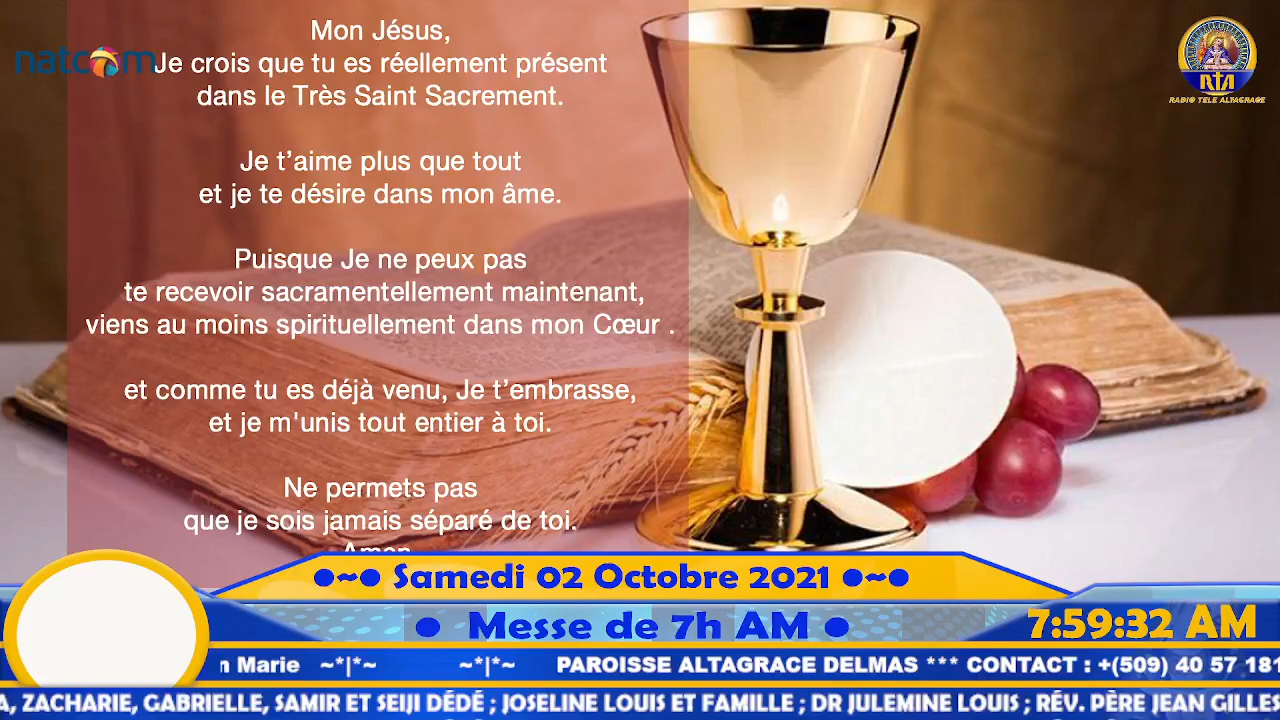 Mon Jésus,
natcom
Je crois que tu es réellement présent
dans le Très Saint Sacrement.
Je t’aime plus que tout
et je te désire dans mon âme.
Puisque Je ne peux pas
te recevoir sacramentellement maintenant,
viens au moins spirituellement dans mon Cœur .
et comme tu es déjà venu, Je t’embrasse,
et je m'unis tout entier à toi.
Ne permets pas
que je sois jamais séparé de toi.
Amen
RTA
RADIO TELE ALTAGRACE
●~● Samedi 02 Octobre 2021 ●~●
● Messe de 7h AM ●
7:59:32 AM
n Marie ~*|*~ ~*|*~ PAROISSE ALTAGRACE DELMAS *** CONTACT : +(509) 40 57 181
A, ZACHARIE, GABRIELLE, SAMIR ET SEIJI DÉDÉ ; JOSELINE LOUIS ET FAMILLE ; DR JULEMINE LOUIS ; RÉV. PÈRE JEAN GILLES